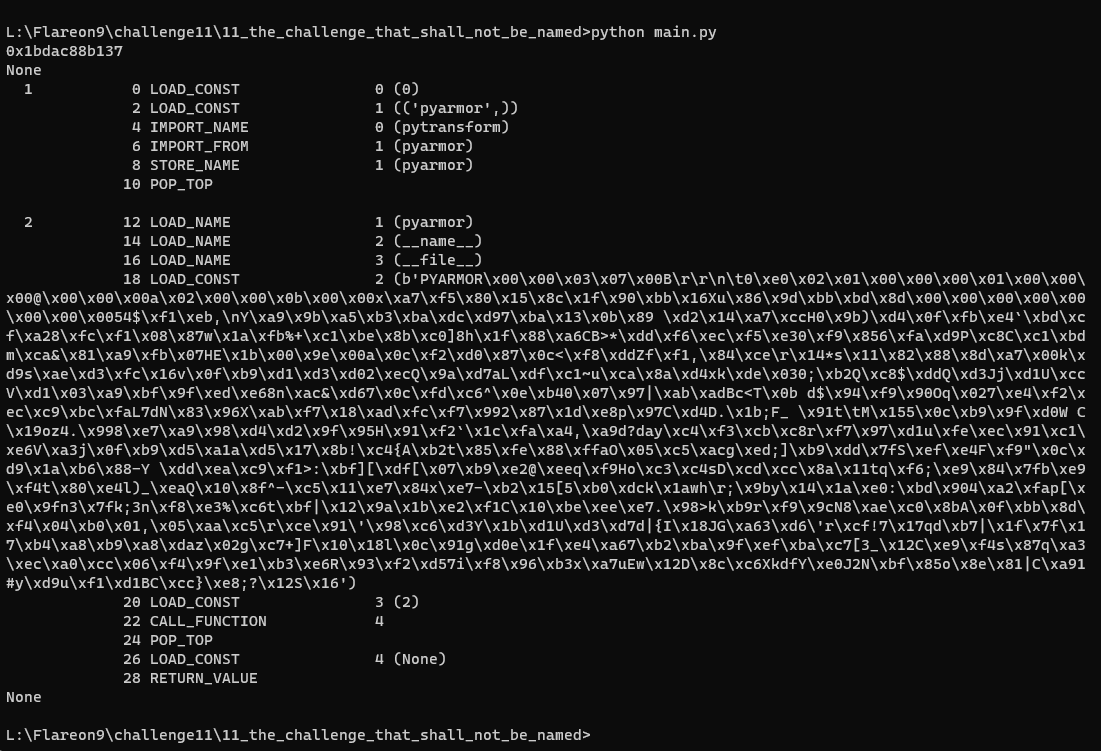 L:\Flareon9\challenge11\11_the_challenge_that_shall_not_be_named>python main.py
0x1bdac88b137
None
  1           0 LOAD_CONST               0 (0)
              2 LOAD_CONST               1 (('pyarmor',))
              4 IMPORT_NAME              0 (pytransform)
              6 IMPORT_FROM              1 (pyarmor)
              8 STORE_NAME               1 (pyarmor)
             10 POP_TOP
  2          12 LOAD_NAME                1 (pyarmor)
             14 LOAD_NAME                2 (__name__)
             16 LOAD_NAME                3 (__file__)
             18 LOAD_CONST               2 (b'PYARMOR\x00\x00\x03\x07\x00B\r\r\n\t0\xe0\x02\x01\x00\x00\x00\x01\x00\x00\
x00@\x00\x00\x00a\x02\x00\x00\x0b\x00\x00x\xa7\xf5\x80\x15\x8c\x1f\x90\xbb\x16Xu\x86\x9d\xbb\xbd\x8d\x00\x00\x00\x00\x00
\x00\x00\x0054$\xf1\xeb,\nY\xa9\x9b\xa5\xb3\xba\xdc\xd97\xba\x13\x0b\x89 \xd2\x14\xa7\xccH0\x9b)\xd4\x0f\xfb\xe4`\xbd\xc
f\xa28\xfc\xf1\x08\x87w\x1a\xfb%+\xc1\xbe\x8b\xc0]8h\x1f\x88\xa6CB>*\xdd\xf6\xec\xf5\xe30\xf9\x856\xfa\xd9P\xc8C\xc1\xbd
m\xca&\x81\xa9\xfb\x07HE\x1b\x00\x9e\x00a\x0c\xf2\xd0\x87\x0c<\xf8\xddZf\xf1,\x84\xce\r\x14*s\x11\x82\x88\x8d\xa7\x00k\x
d9s\xae\xd3\xfc\x16v\x0f\xb9\xd1\xd3\xd02\xecQ\x9a\xd7aL\xdf\xc1~u\xca\x8a\xd4xk\xde\x030;\xb2Q\xc8$\xddQ\xd3Jj\xd1U\xcc
V\xd1\x03\xa9\xbf\x9f\xed\xe68n\xac&\xd67\x0c\xfd\xc6^\x0e\xb40\x07\x97|\xab\xadBc<T\x0b d$\x94\xf9\x90Oq\x027\xe4\xf2\x
ec\xc9\xbc\xfaL7dN\x83\x96X\xab\xf7\x18\xad\xfc\xf7\x992\x87\x1d\xe8p\x97C\xd4D.\x1b;F_ \x91t\tM\x155\x0c\xb9\x9f\xd0W C
\x19oz4.\x998\xe7\xa9\x98\xd4\xd2\x9f\x95H\x91\xf2`\x1c\xfa\xa4,\xa9d?day\xc4\xf3\xcb\xc8r\xf7\x97\xd1u\xfe\xec\x91\xc1\
xe6V\xa3j\x0f\xb9\xd5\xa1a\xd5\x17\x8b!\xc4{A\xb2t\x85\xfe\x88\xffaO\x05\xc5\xacg\xed;]\xb9\xdd\x7fS\xef\xe4F\xf9"\x0c\x
d9\x1a\xb6\x88-Y \xdd\xea\xc9\xf1>:\xbf][\xdf[\x07\xb9\xe2@\xeeq\xf9Ho\xc3\xc4sD\xcd\xcc\x8a\x11tq\xf6;\xe9\x84\x7fb\xe9
\xf4t\x80\xe4l)_\xeaQ\x10\x8f^-\xc5\x11\xe7\x84x\xe7-\xb2\x15[5\xb0\xdck\x1awh\r;\x9by\x14\x1a\xe0:\xbd\x904\xa2\xfap[\x
e0\x9fn3\x7fk;3n\xf8\xe3%\xc6t\xbf|\x12\x9a\x1b\xe2\xf1C\x10\xbe\xee\xe7.\x98>k\xb9r\xf9\x9cN8\xae\xc0\x8bA\x0f\xbb\x8d\
xf4\x04\xb0\x01,\x05\xaa\xc5\r\xce\x91\'\x98\xc6\xd3Y\x1b\xd1U\xd3\x7d|{I\x18JG\xa63\xd6\'r\xcf!7\x17qd\xb7|\x1f\x7f\x1
7\xb4\xa8\xb9\xa8\xdaz\x02g\xc7+]F\x10\x18l\x0c\x91g\xd0e\x1f\xe4\xa67\xb2\xba\x9f\xef\xba\xc7[3_\x12C\xe9\xf4s\x87q\xa3
\xec\xa0\xcc\x06\xf4\x9f\xe1\xb3\xe6R\x93\xf2\xd57i\xf8\x96\xb3x\xa7uEw\x12D\x8c\xc6XkdfY\xe0J2N\xbf\x85o\x8e\x81|C\xa91
#y\xd9u\xf1\xd1BC\xcc}\xe8;?\x12S\x16')
             20 LOAD_CONST               3 (2)
             22 CALL_FUNCTION            4
             24 POP_TOP
             26 LOAD_CONST               4 (None)
             28 RETURN_VALUE
None
L:\Flareon9\challenge11\11_the_challenge_that_shall_not_be_named>